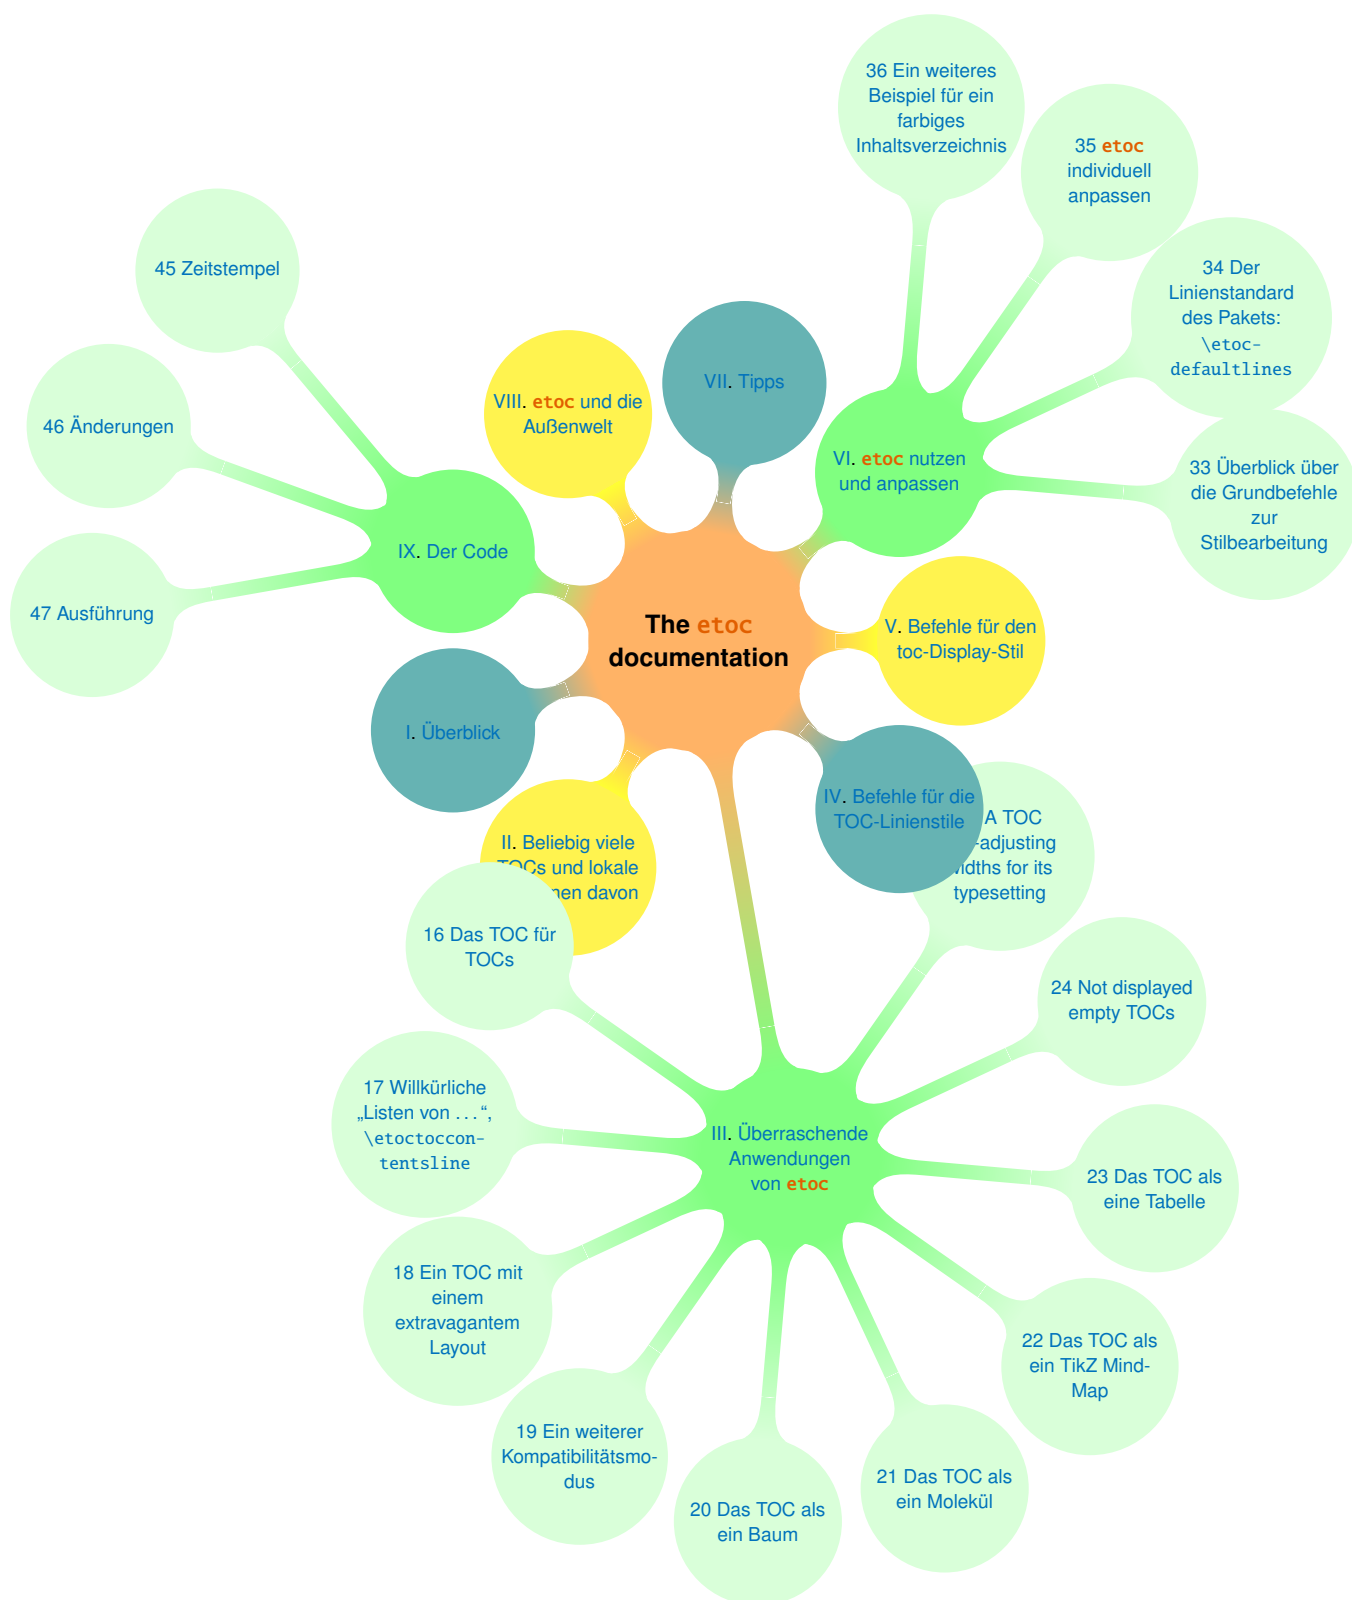 The etoc
documentation
I. Überblick
II. Beliebig viele
TOCs und lokale
davon
III. Überraschende
Anwendungen
von etoc
16 Das TOC für
TOCs
17 Willkürliche
„Listen von . . . “,
\etoctoccon-
tentsline
18 Ein TOC mit
einem
extravagantem
Layout
19 Ein weiterer
Kompatibilitätsmo-
dus
20 Das TOC als
ein Baum
21 Das TOC als
ein Molekül
22 Das TOC als
ein TikZ Mind-
Map
23 Das TOC als
eine Tabelle
24 Not displayed
empty TOCs
A TOC
-adjusting
widths for its
typesetting
IV. Befehle für die
TOC-Linienstile
V. Befehle für den
toc-Display-Stil
VI. etoc nutzen
und anpassen
33 Überblick über
die Grundbefehle
zur
Stilbearbeitung
34 Der
Linienstandard
des Pakets:
\etoc-
defaultlines
35 etoc
individuell
anpassen
36 Ein weiteres
Beispiel für ein
farbiges
Inhaltsverzeichnis
VII. Tipps
VIII. etoc und die
Außenwelt
IX. Der Code
45 Zeitstempel
46 Änderungen
47 Ausführung